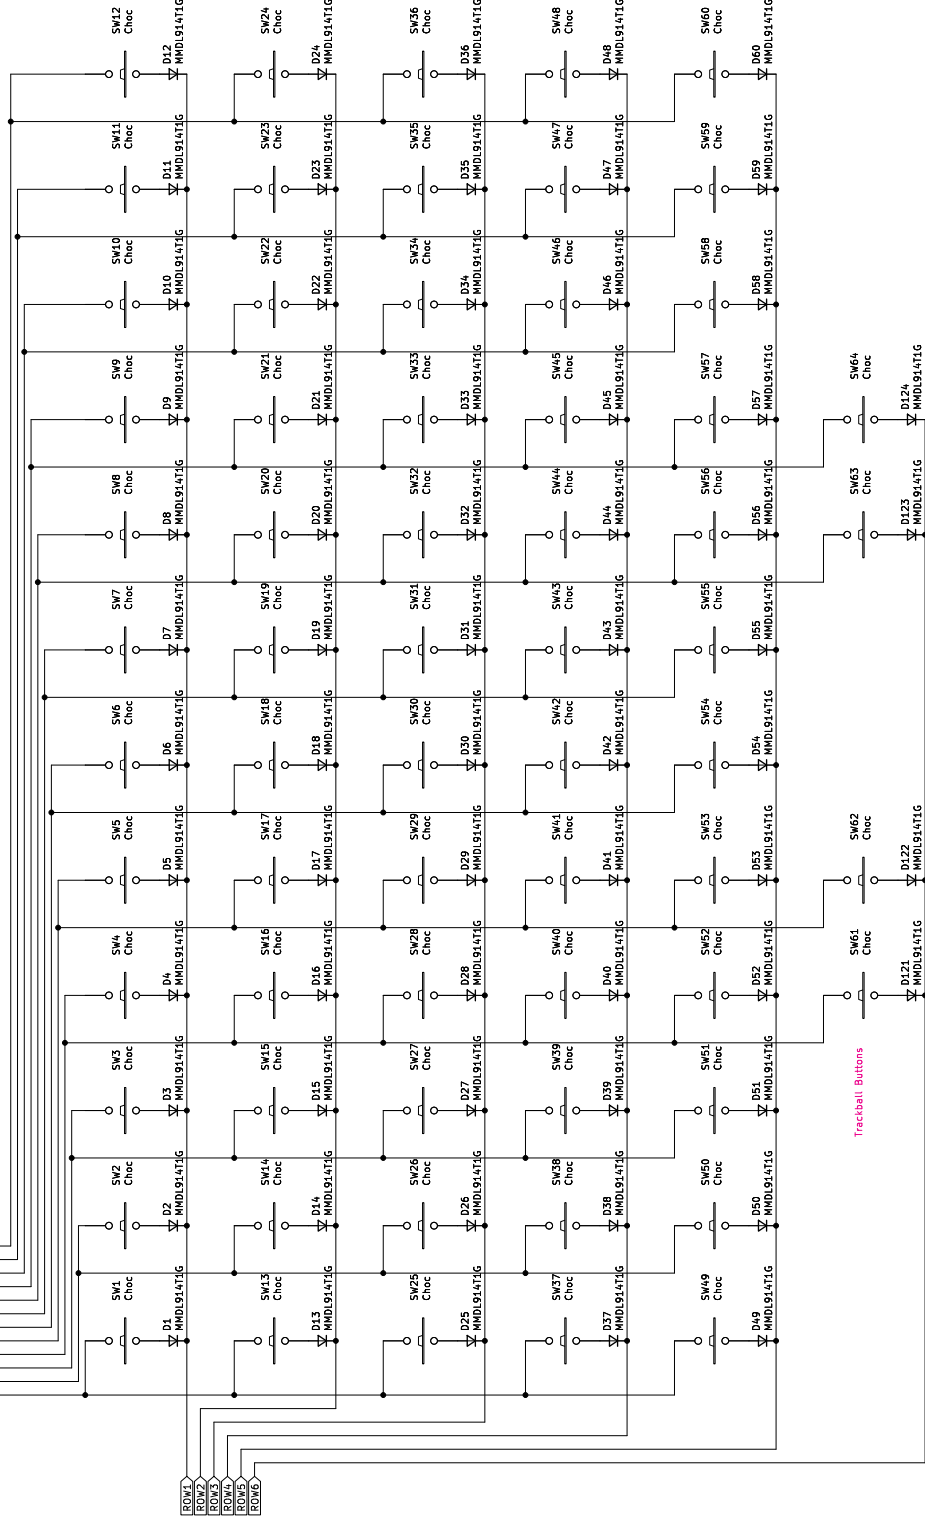 SW12
Choc
D12
MMDL914T1G
SW24
Choc
D24
MMDL914T1G
SW36
Choc
D36
MMDL914T1G
SW48
Choc
D48
MMDL914T1G
SW60
Choc
D60
MMDL914T1G
SW11
Choc
D11
MMDL914T1G
SW23
Choc
D23
MMDL914T1G
SW35
Choc
D35
MMDL914T1G
SW47
Choc
D47
MMDL914T1G
SW59
Choc
D59
MMDL914T1G
SW10
Choc
D10
MMDL914T1G
SW22
Choc
D22
MMDL914T1G
SW34
Choc
D34
MMDL914T1G
SW46
Choc
D46
MMDL914T1G
SW58
Choc
D58
MMDL914T1G
SW9
Choc
D9
MMDL914T1G
SW21
Choc
D21
MMDL914T1G
SW33
Choc
D33
MMDL914T1G
SW45
Choc
D45
MMDL914T1G
SW57
Choc
D57
MMDL914T1G
SW64
Choc
D124
MMDL914T1G
SW8
Choc
D8
MMDL914T1G
SW20
Choc
D20
MMDL914T1G
SW32
Choc
D32
MMDL914T1G
SW44
Choc
D44
MMDL914T1G
SW56
Choc
D56
MMDL914T1G
SW63
Choc
D123
MMDL914T1G
SW7
Choc
D7
MMDL914T1G
SW19
Choc
D19
MMDL914T1G
SW31
Choc
D31
MMDL914T1G
SW43
Choc
D43
MMDL914T1G
SW55
Choc
D55
MMDL914T1G
SW6
Choc
D6
MMDL914T1G
SW18
Choc
D18
MMDL914T1G
SW30
Choc
D30
MMDL914T1G
SW42
Choc
D42
MMDL914T1G
SW54
Choc
D54
MMDL914T1G
SW5
Choc
D5
MMDL914T1G
SW17
Choc
D17
MMDL914T1G
SW29
Choc
D29
MMDL914T1G
SW41
Choc
D41
MMDL914T1G
SW53
Choc
D53
MMDL914T1G
SW62
Choc
D122
MMDL914T1G
SW4
Choc
D4
MMDL914T1G
SW16
Choc
D16
MMDL914T1G
SW28
Choc
D28
MMDL914T1G
SW40
Choc
D40
MMDL914T1G
SW52
Choc
D52
MMDL914T1G
SW61
Choc
D121
MMDL914T1G
SW3
Choc
D3
MMDL914T1G
SW15
Choc
D15
MMDL914T1G
SW27
Choc
D27
MMDL914T1G
SW39
Choc
D39
MMDL914T1G
SW51
Choc
D51
MMDL914T1G
Trackball Buttons
SW2
Choc
D2
MMDL914T1G
SW14
Choc
D14
MMDL914T1G
SW26
Choc
D26
MMDL914T1G
SW38
Choc
D38
MMDL914T1G
SW50
Choc
D50
MMDL914T1G
SW1
Choc
D1
MMDL914T1G
SW13
Choc
D13
MMDL914T1G
SW25
Choc
D25
MMDL914T1G
SW37
Choc
D37
MMDL914T1G
SW49
Choc
D49
MMDL914T1G
ROW1
ROW2
ROW3
ROW4
ROW5
ROW6